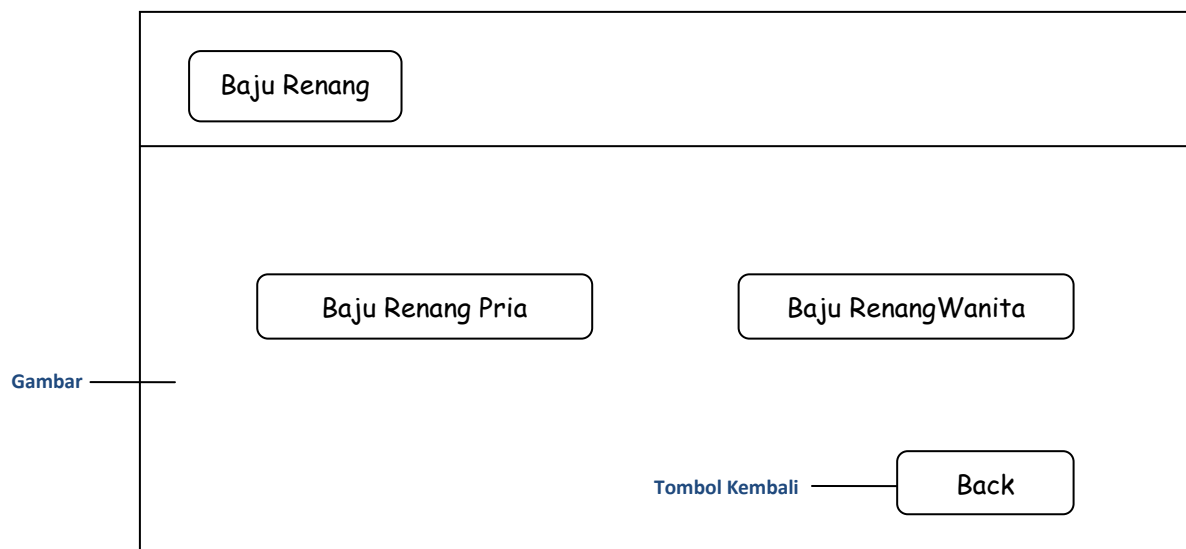 Baju Renang
Baju Renang Pria
Baju RenangWanita
Gambar
Tombol Kembali
Back